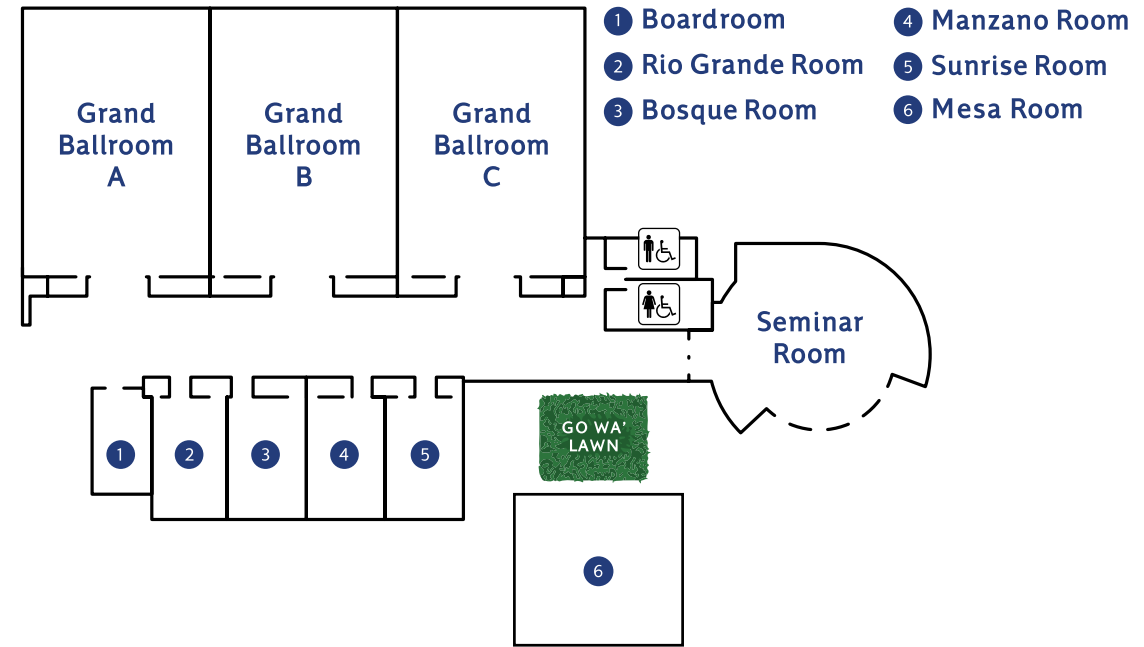 1 Boardroom
2 Rio Grande Room
3 Bosque Room
4 Manzano Room
5 Sunrise Room
6 Mesa Room
Grand
Ballroom
A
Grand
Ballroom
B
Grand
Ballroom
C
Seminar
Room
GO WA'
LAWN
1
2
3
4
5
6